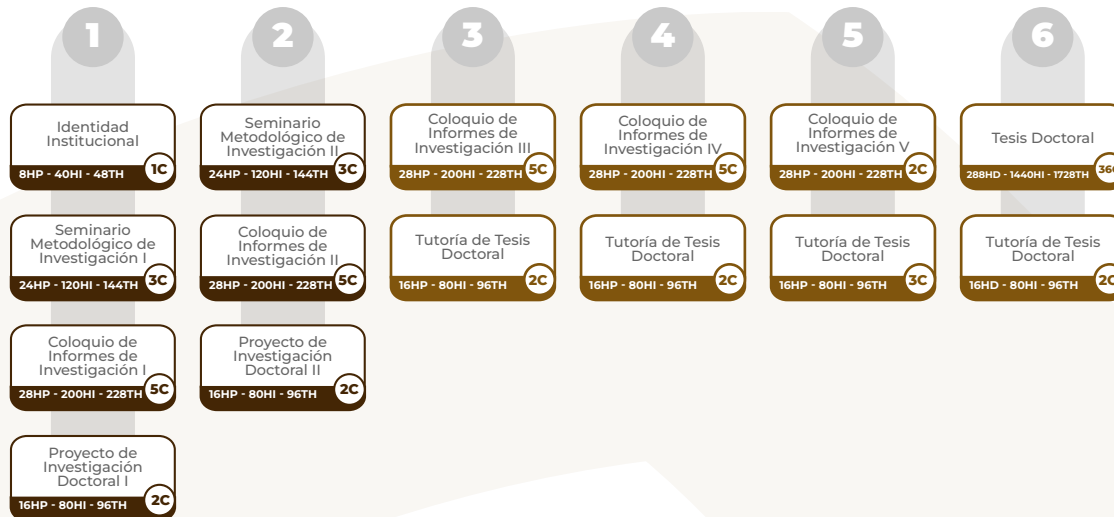 1
2
3
4
5
6
Identidad
Institucional
8HP - 40HI - 48TH
1C
Seminario
Metodológico de
Investigación I
24HP - 120HI - 144TH
3C
Coloquio de
Informes de
Investigación I
28HP - 200HI - 228TH
5C
Proyecto de
Investigación
Doctoral I
16HP - 80HI - 96TH
2C
Seminario
Metodológico de
Investigación II
24HP - 120HI - 144TH
3C
Coloquio de
Informes de
Investigación II
28HP - 200HI - 228TH
5C
Proyecto de
Investigación
Doctoral II
16HP - 80HI - 96TH
2C
Coloquio de
Informes de
Investigación III
28HP - 200HI - 228TH
5C
Tutoría de Tesis
Doctoral
16HP - 80HI - 96TH
2C
Coloquio de
Informes de
Investigación IV
28HP - 200HI - 228TH
5C
Tutoría de Tesis
Doctoral
16HP - 80HI - 96TH
2C
Coloquio de
Informes de
Investigación V
28HP - 200HI - 228TH
2C
Tutoría de Tesis
Doctoral
16HP - 80HI - 96TH
3C
Tesis Doctoral
288HD - 1440HI - 1728TH
36C
Tutoría de Tesis
Doctoral
16HD - 80HI - 96TH
2C